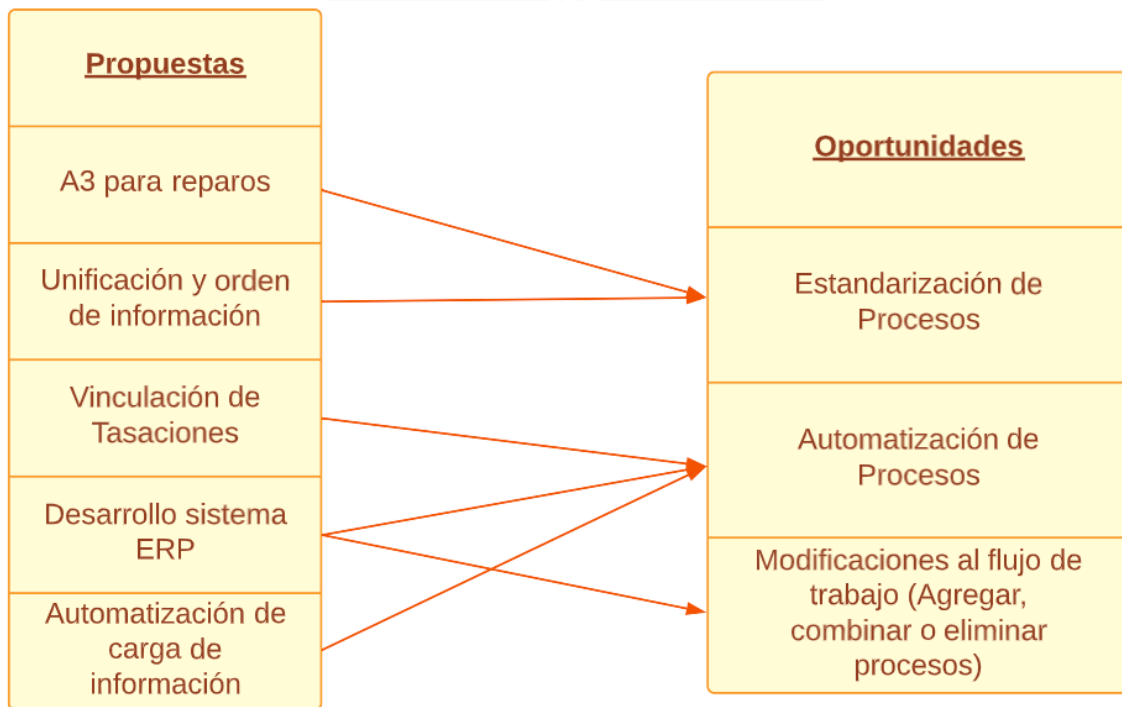 Propuestas
A3 para reparos
Unificación y orden
de información
Vinculación de
Tasaciones
Desarrollo sistema
ERP
Automatización de
carga de
información
Oportunidades
Estandarización de
Procesos
Automatización de
Procesos
Modificaciones al flujo de
trabajo (Agregar,
combinar o eliminar
procesos)